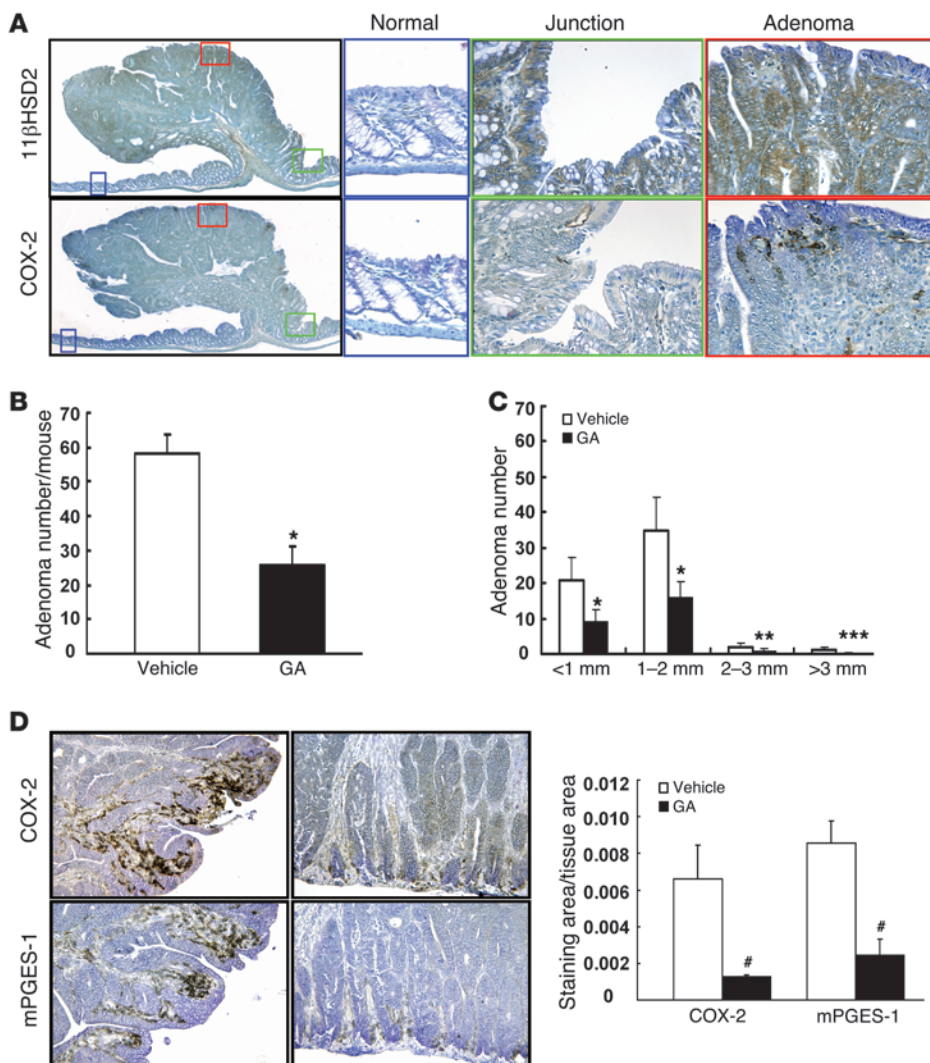 A
Normal
Junction
Adenoma
11βHSD2
COX-2
B
Adenoma number/mouse
70
60
50
40
30
20
10
0
*
Vehicle
GA
C
Adenoma number
70
60
50
40
30
20
10
0
Vehicle
GA
*
*
**
***
<1 mm
1–2 mm
2–3 mm
>3 mm
D
COX-2
mPGES-1
Staining area/tissue area
0.012
0.010
0.008
0.006
0.004
0.002
0
Vehicle
GA
#
#
COX-2
mPGES-1